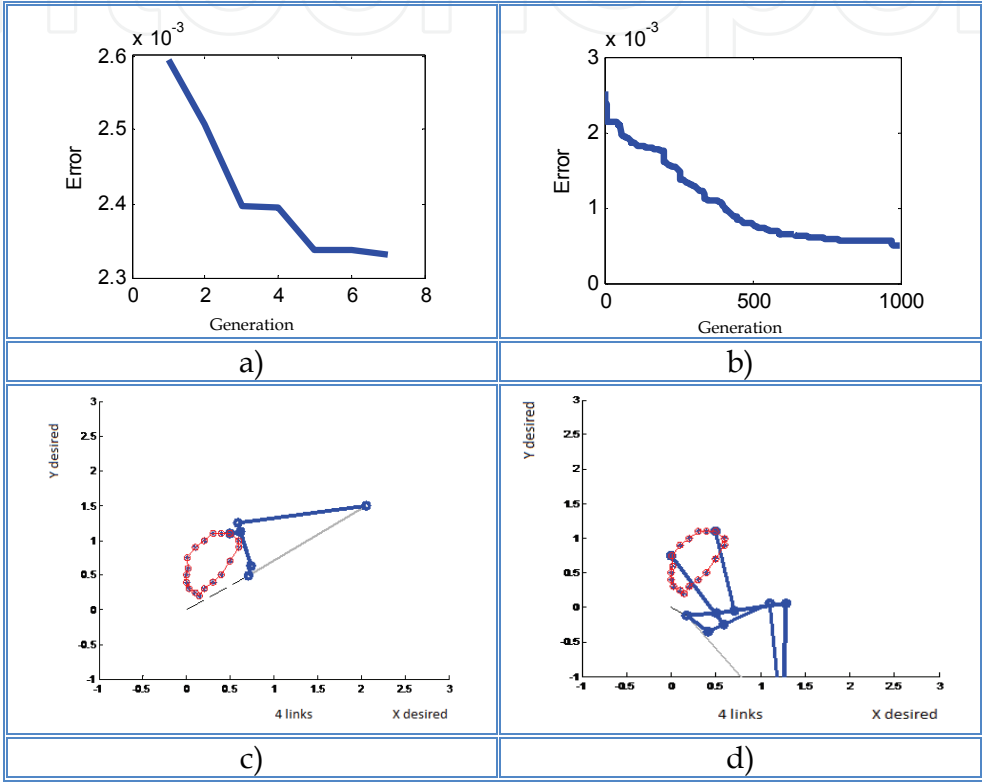 x 10-3
2.6
2.5
2.4
2.3
Error
0 2 4 6 8
Generation
x 10-3
3
2
1
0
Error
0 500 1000
Generation
a)
b)
Y desired
3
2.5
2
1.5
1
0.5
0
-0.5
-1
-1 -0.5 0 0.5 1 1.5 2 2.5 3
4 links X desired
Y desired
3
2.5
2
1.5
1
0.5
0
-0.5
-1
-1 -0.5 0 0.5 1 1.5 2 2.5 3
4 links X desired
c)
d)